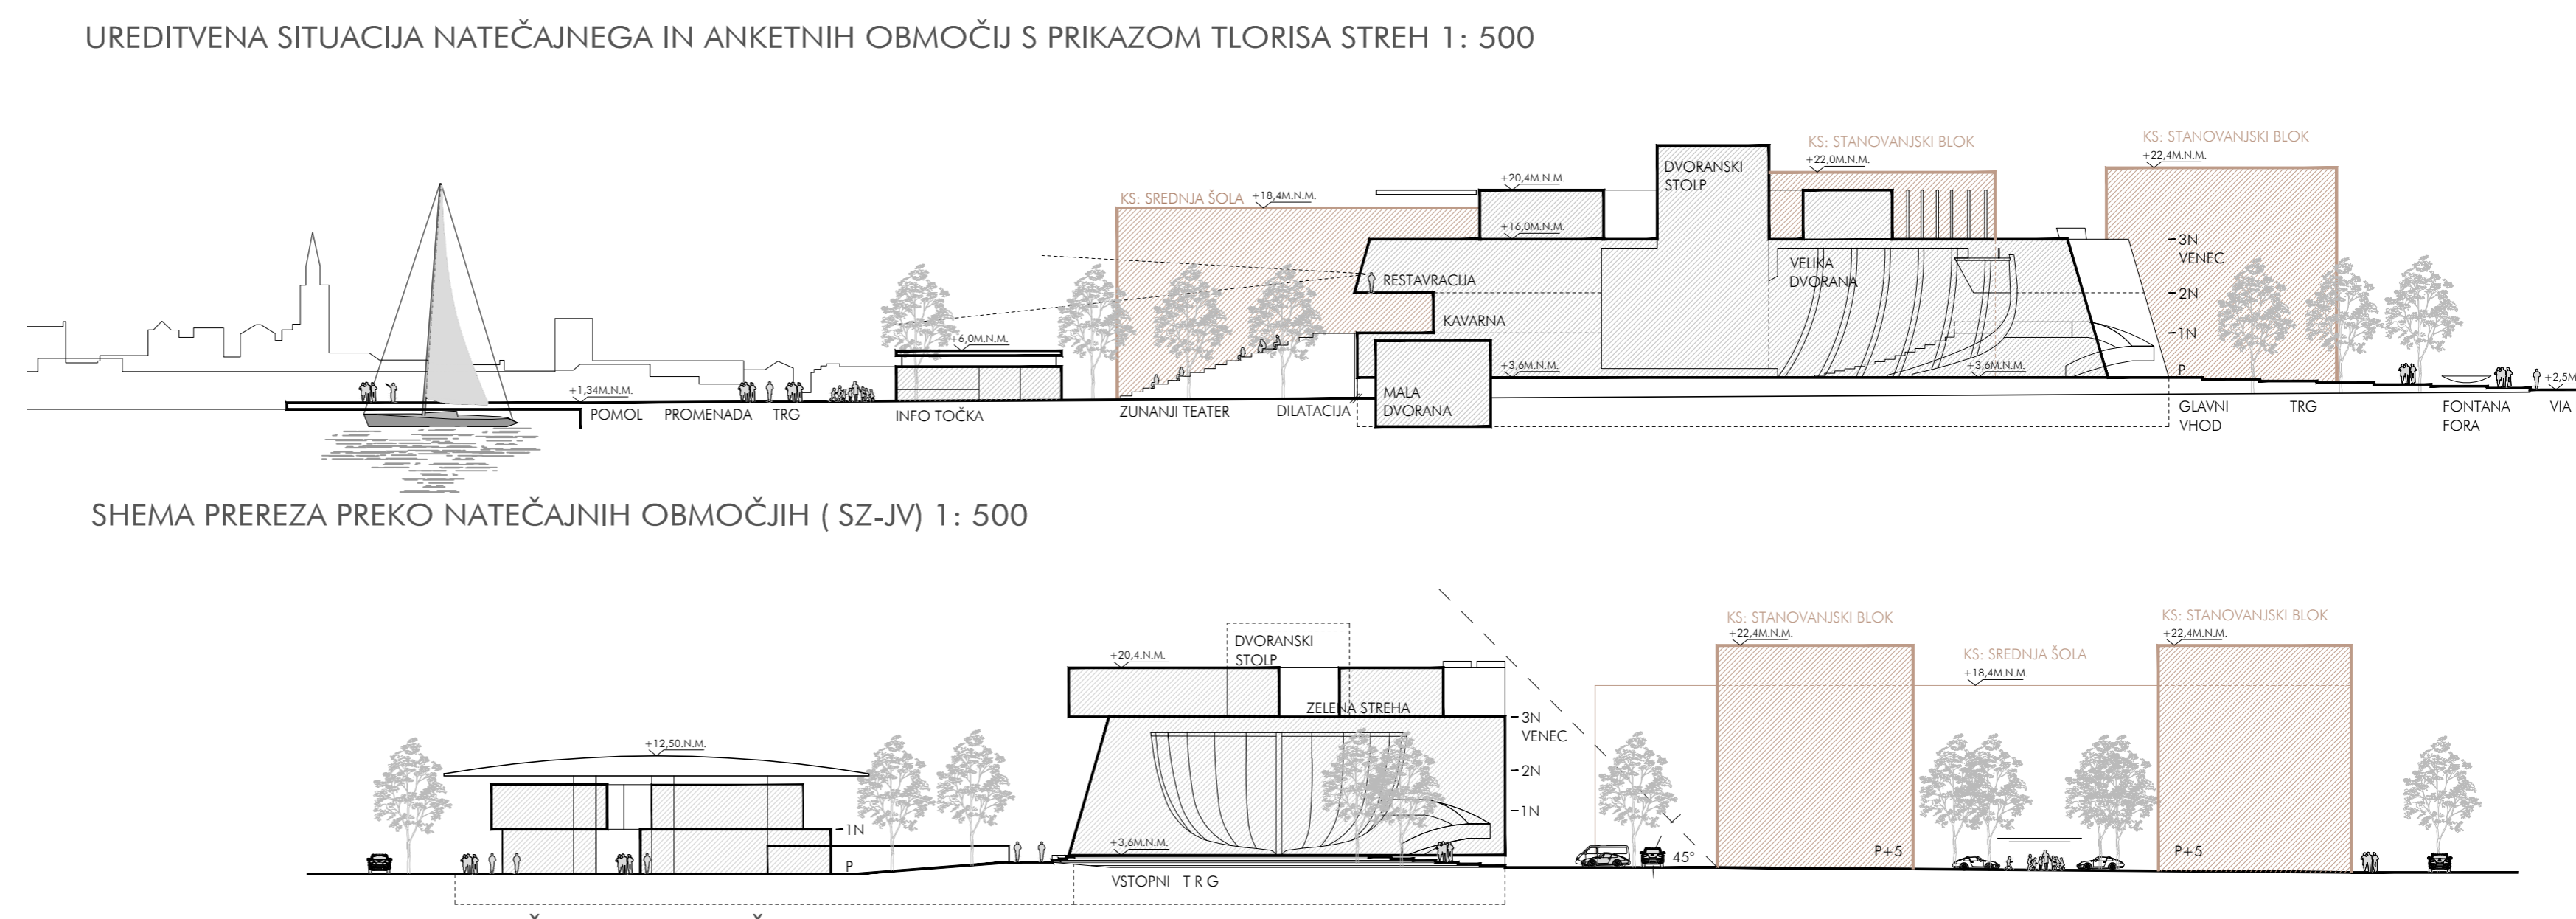 UREDITVENA SITUACIJA NATEČAJNEGA IN ANKETNIH OBMOČIJ S PRIKAZOM TLORISA STREH 1: 500
KS: STANOVANJSKI BLOK
+22,4M.N.M.
KS: STANOVANJSKI BLOK
+22,0M.N.M.
DVORANSKI
STOLP
+20,4M.N.M.
KS: SREDNJA ŠOLA
+18,4M.N.M.
+16,0M.N.M.
3N
VENEC
VELIKA
DVORANA
RESTAVRACIJA
2N
KAVARNA
1N
+6,0M.N.M.
+3,6M.N.M.
+3,6M.N.M.
P
+2,5M
+1,34M.N.M.
MALA
DVORANA
POMOL
PROMENADA
TRG
INFO TOČKA
ZUNANJI TEATER
DILATACIJA
GLAVNI
VHOD
TRG
FONTANA
FORA
VIA
SHEMA PREREZA PREKO NATEČAJNIH OBMOČJIH ( SZ-JV) 1: 500
KS: STANOVANJSKI BLOK
+22,4M.N.M.
KS: STANOVANJSKI BLOK
+22,4M.N.M.
DVORANSKI
STOLP
+20,4.N.M.
KS: SREDNJA ŠOLA
+18,4M.N.M.
ZELENA STREHA
3N
VENEC
+12,50.N.M.
2N
1N
1N
+3,6M.N.M.
P
45°
P+5
P+5
VSTOPNI T R G